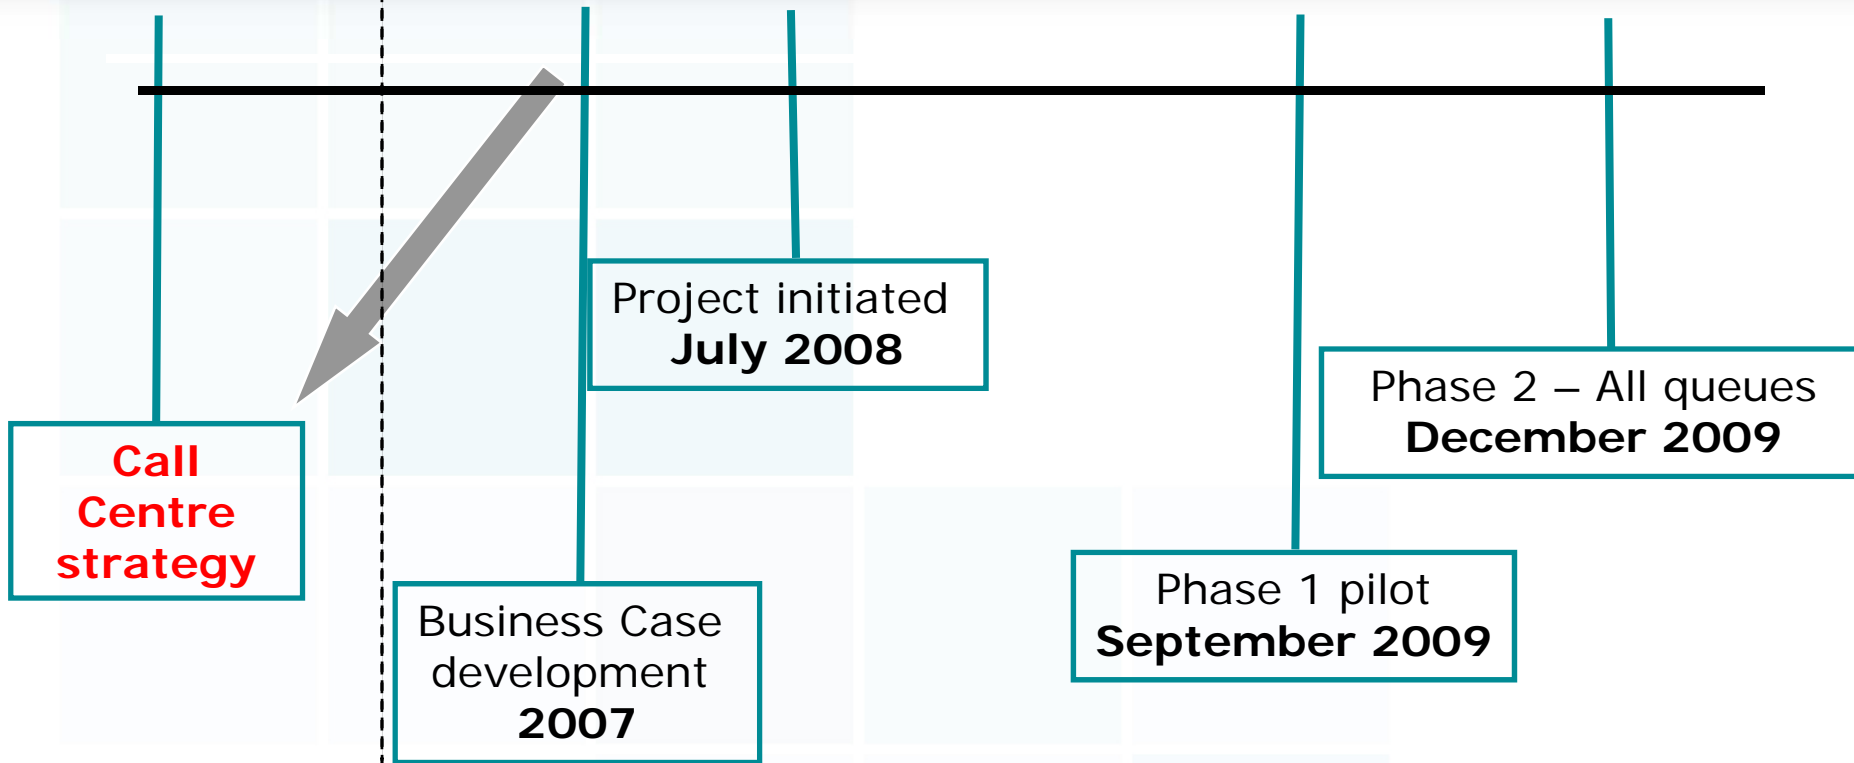 Call
Centre
strategy
Business Case
development
2007
Project initiated
July 2008
Phase 1 pilot
September 2009
Phase 2 – All queues
December 2009